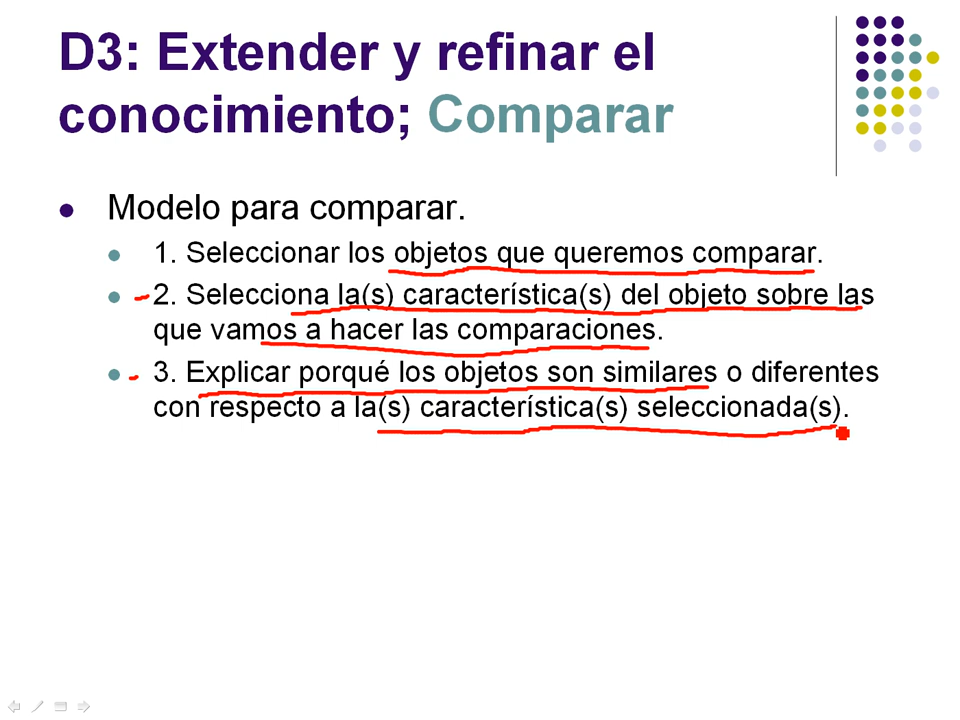 D3: Extender y refinar el
conocimiento; Comparar
Modelo para comparar.
1. Seleccionar los objetos que queremos comparar.
2. Selecciona la(s) característica(s) del objeto sobre las
que vamos a hacer las comparaciones.
3. Explicar porqué los objetos son similares o diferentes
con respecto a la(s) característica(s) seleccionada(s).